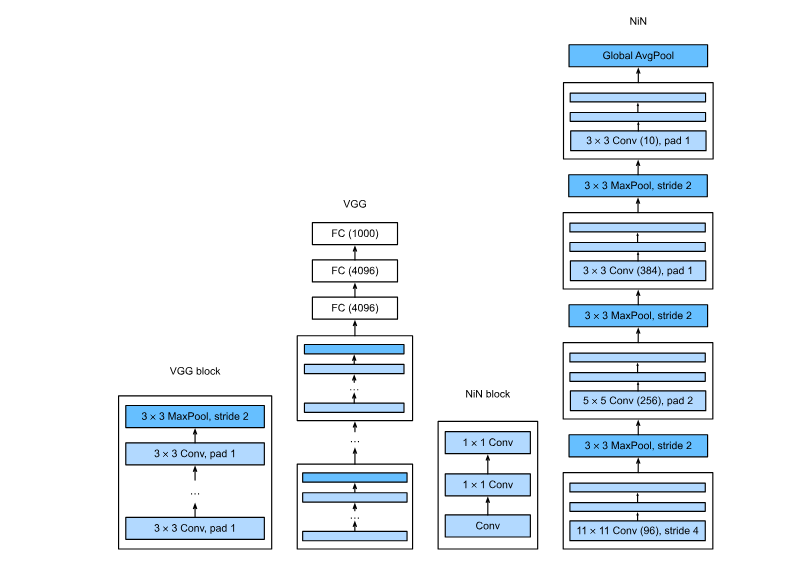 VGG block
3 × 3 MaxPool, stride 2
3 × 3 Conv, pad 1
...
3 × 3 Conv, pad 1
VGG
FC (1000)
FC (4096)
FC (4096)
...
...
...
NiN block
1 × 1 Conv
1 × 1 Conv
Conv
NiN
Global AvgPool
3 × 3 Conv (10), pad 1
3 × 3 MaxPool, stride 2
3 × 3 Conv (384), pad 1
3 × 3 MaxPool, stride 2
5 × 5 Conv (256), pad 2
3 × 3 MaxPool, stride 2
11 × 11 Conv (96), stride 4